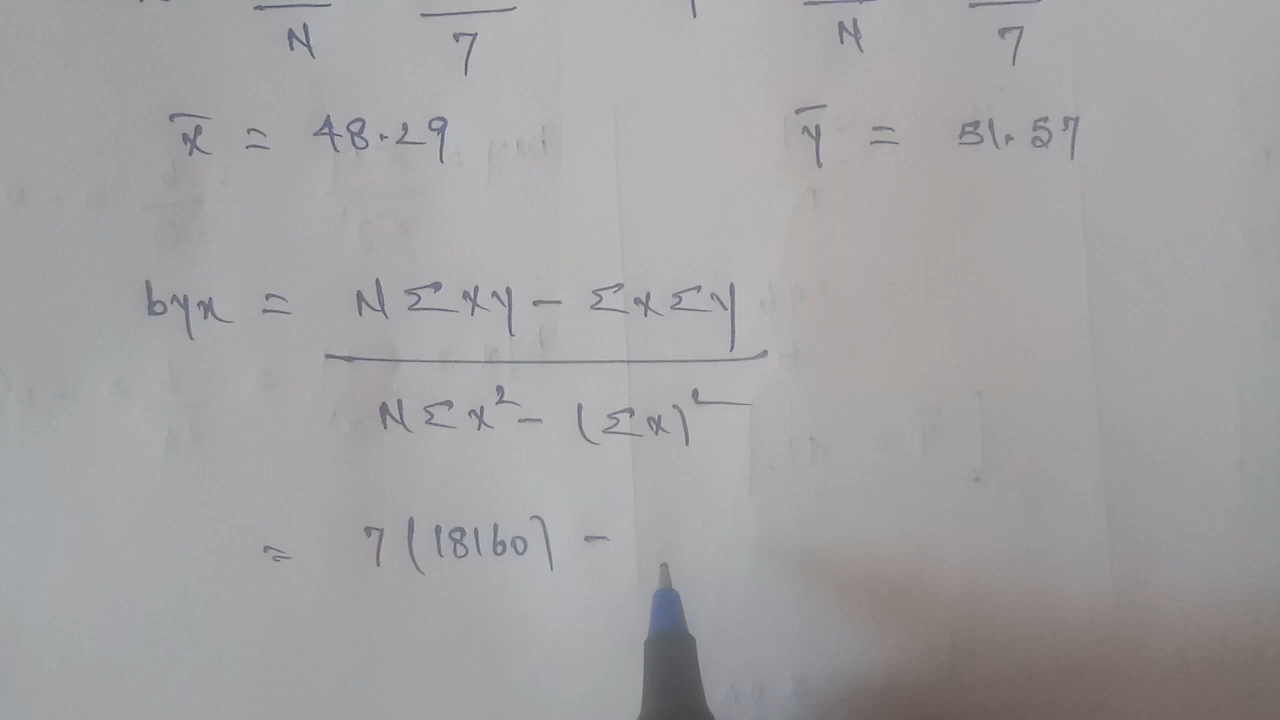 N 7 N 7
x̄ = 48.29 ȳ = 51.57
byx = NΣxy - ΣxΣy
NΣx² - (Σx)²
= 7(18160) -